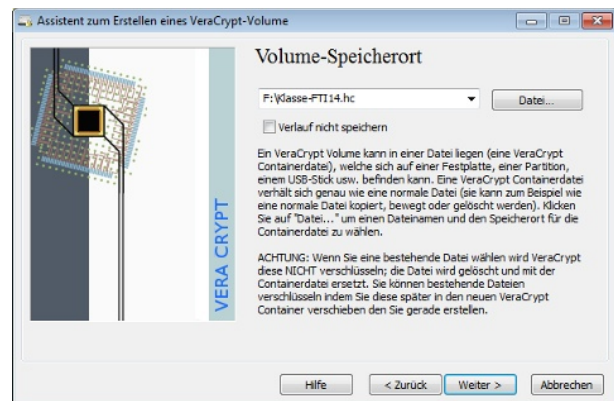 Assistent zum Erstellen eines VeraCrypt-Volume
Volume-Speicherort
F:\Klasse-FTI14.hc
Datei...
Verlauf nicht speichern
Ein VeraCrypt Volume kann in einer Datei liegen (eine VeraCrypt
Containerdatei), welche sich auf einer Festplatte, einer Partition,
einem USB-Stick usw. befinden kann. Eine VeraCrypt Containerdatei
verhält sich genau wie eine normale Datei (sie kann zum Beispiel wie
eine normale Datei kopiert, bewegt oder gelöscht werden). Klicken
Sie auf "Datei..." um einen Dateinamen und den Speicherort für die
Containerdatei zu wählen.
ACHTUNG: Wenn Sie eine bestehende Datei wählen wird VeraCrypt
diese NICHT verschlüsseln; die Datei wird gelöscht und mit der
Containerdatei ersetzt. Sie können bestehende Dateien
verschlüsseln indem Sie diese später in den neuen VeraCrypt
Container verschieben den Sie gerade erstellen.
VERA CRYPT
Hilfe
< Zurück
Weiter >
Abbrechen